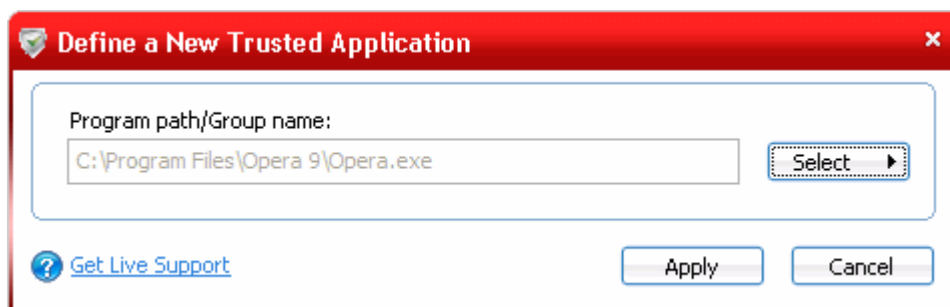 Define a New Trusted Application
Program path/Group name:
C:\Program Files\Opera 9\Opera.exe
Select
Get Live Support
Apply
Cancel